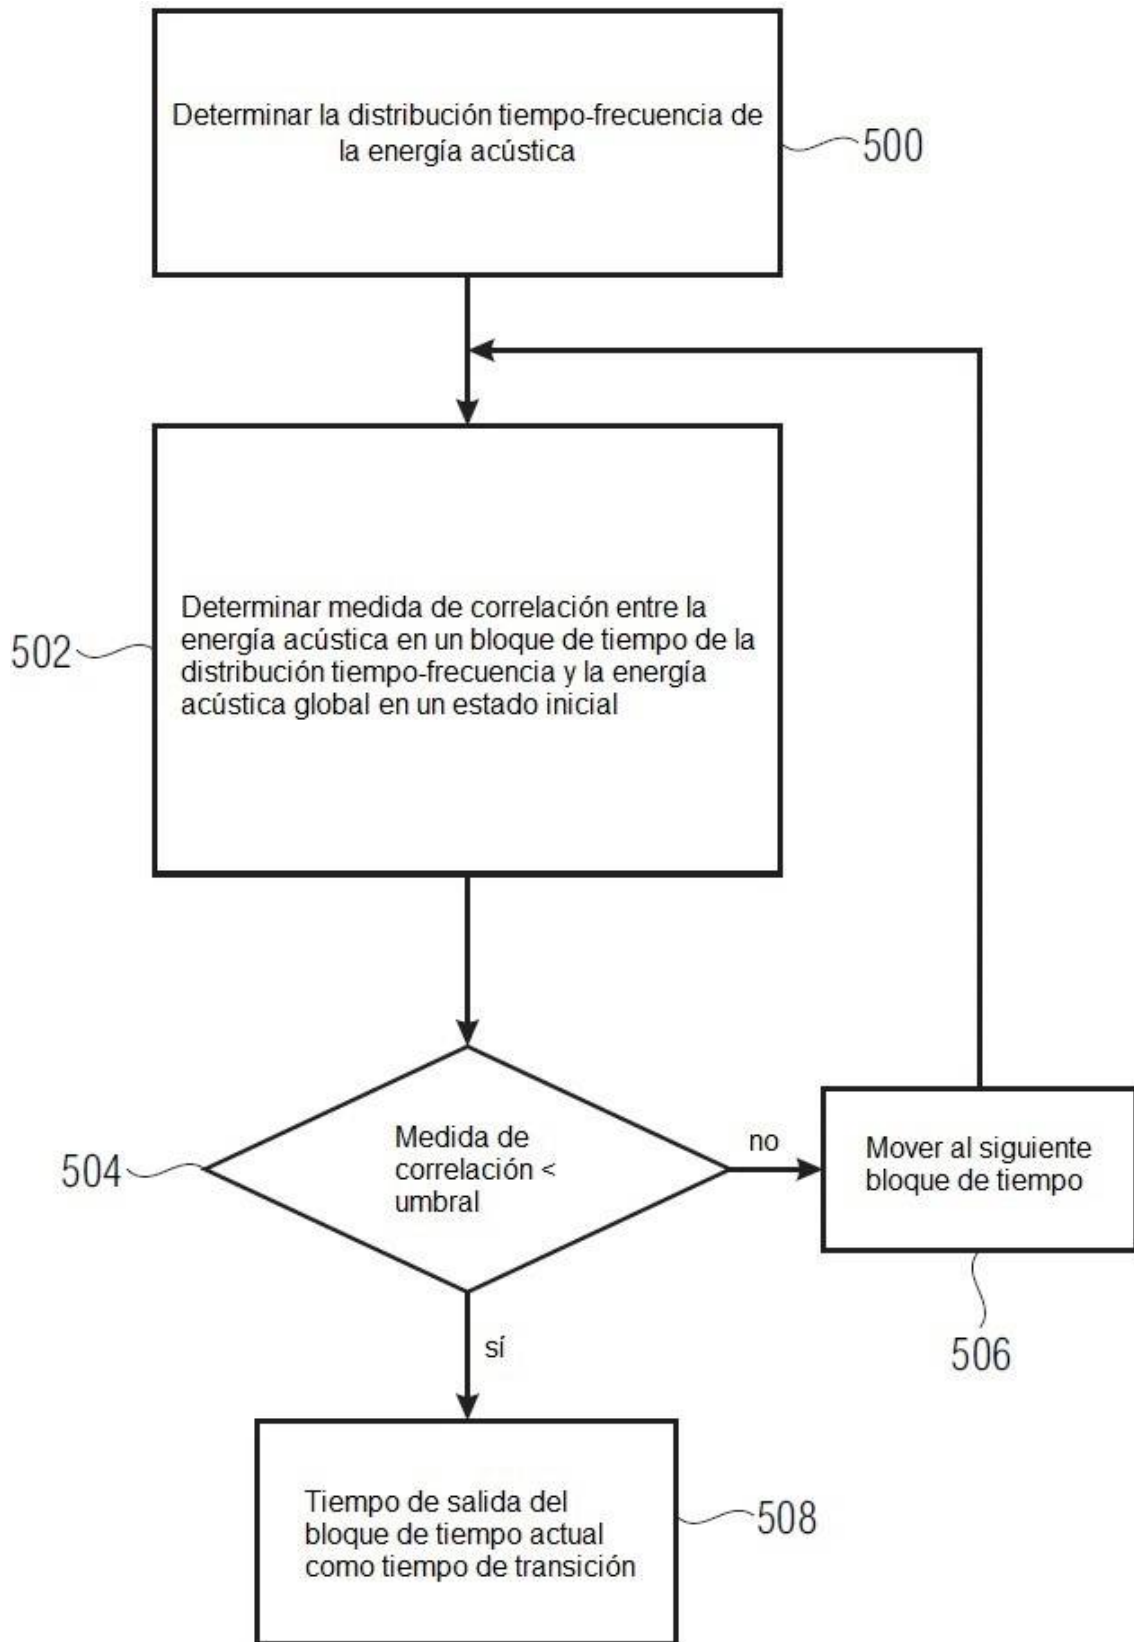 Determinar la distribución tiempo-frecuencia de
la energía acústica
500
Determinar medida de correlación entre la
energía acústica en un bloque de tiempo de la
distribución tiempo-frecuencia y la energía
acústica global en un estado inicial
502
Medida de
correlación <
umbral
504
no
Mover al siguiente
bloque de tiempo
506
sí
Tiempo de salida del
bloque de tiempo actual
como tiempo de transición
508